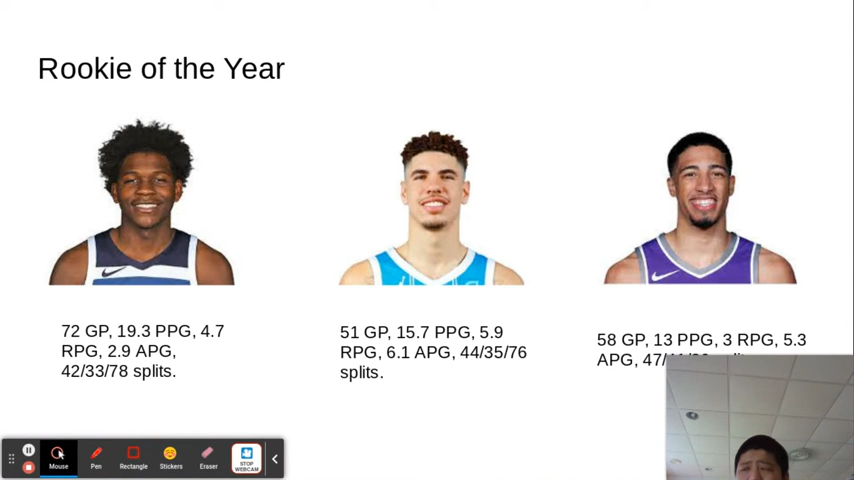 Rookie of the Year
72 GP, 19.3 PPG, 4.7
RPG, 2.9 APG,
42/33/78 splits.
51 GP, 15.7 PPG, 5.9
RPG, 6.1 APG, 44/35/76
splits.
58 GP, 13 PPG, 3 RPG, 5.3
APG,
Mouse
Pen
Rectangle
Stickers
Eraser
STOP
WEBCAM